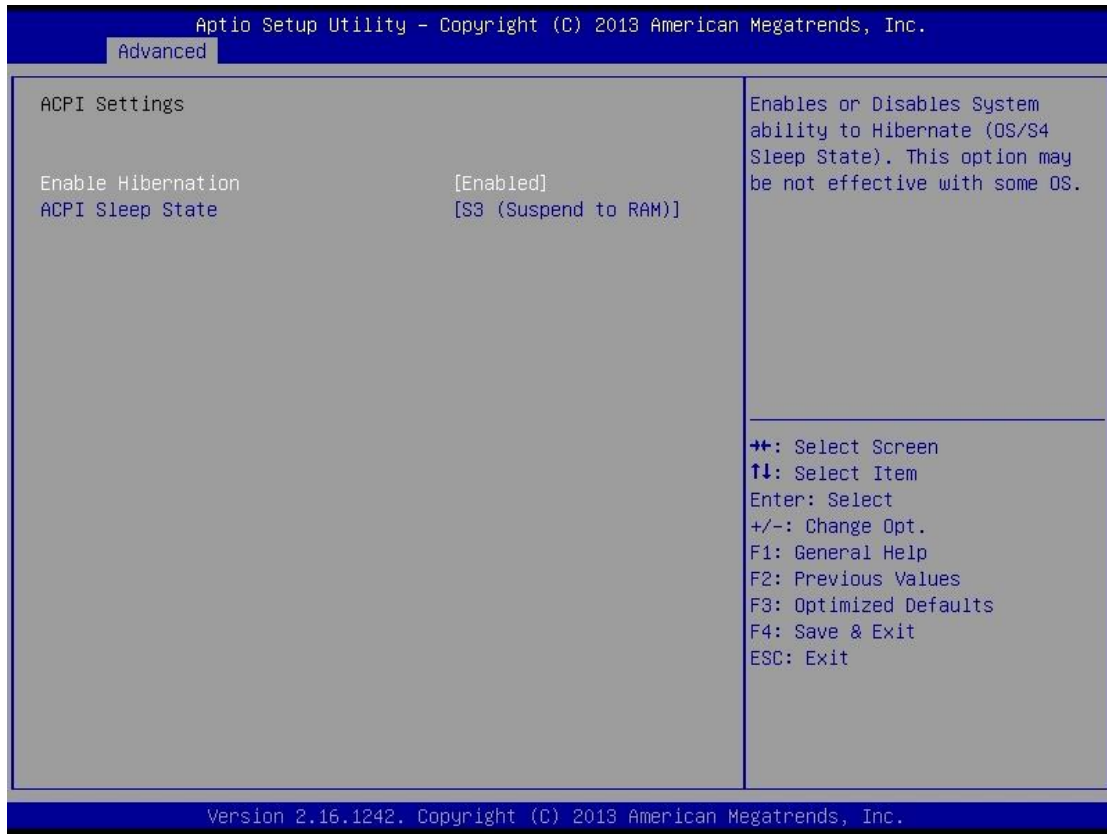 Aptio Setup Utility – Copyright (C) 2013 American Megatrends, Inc.
Advanced
ACPI Settings
Enable Hibernation [Enabled]
ACPI Sleep State [S3 (Suspend to RAM)]
Enables or Disables System
ability to Hibernate (OS/S4
Sleep State). This option may
be not effective with some OS.
→←: Select Screen
↑↓: Select Item
Enter: Select
+/-: Change Opt.
F1: General Help
F2: Previous Values
F3: Optimized Defaults
F4: Save & Exit
ESC: Exit
Version 2.16.1242. Copyright (C) 2013 American Megatrends, Inc.